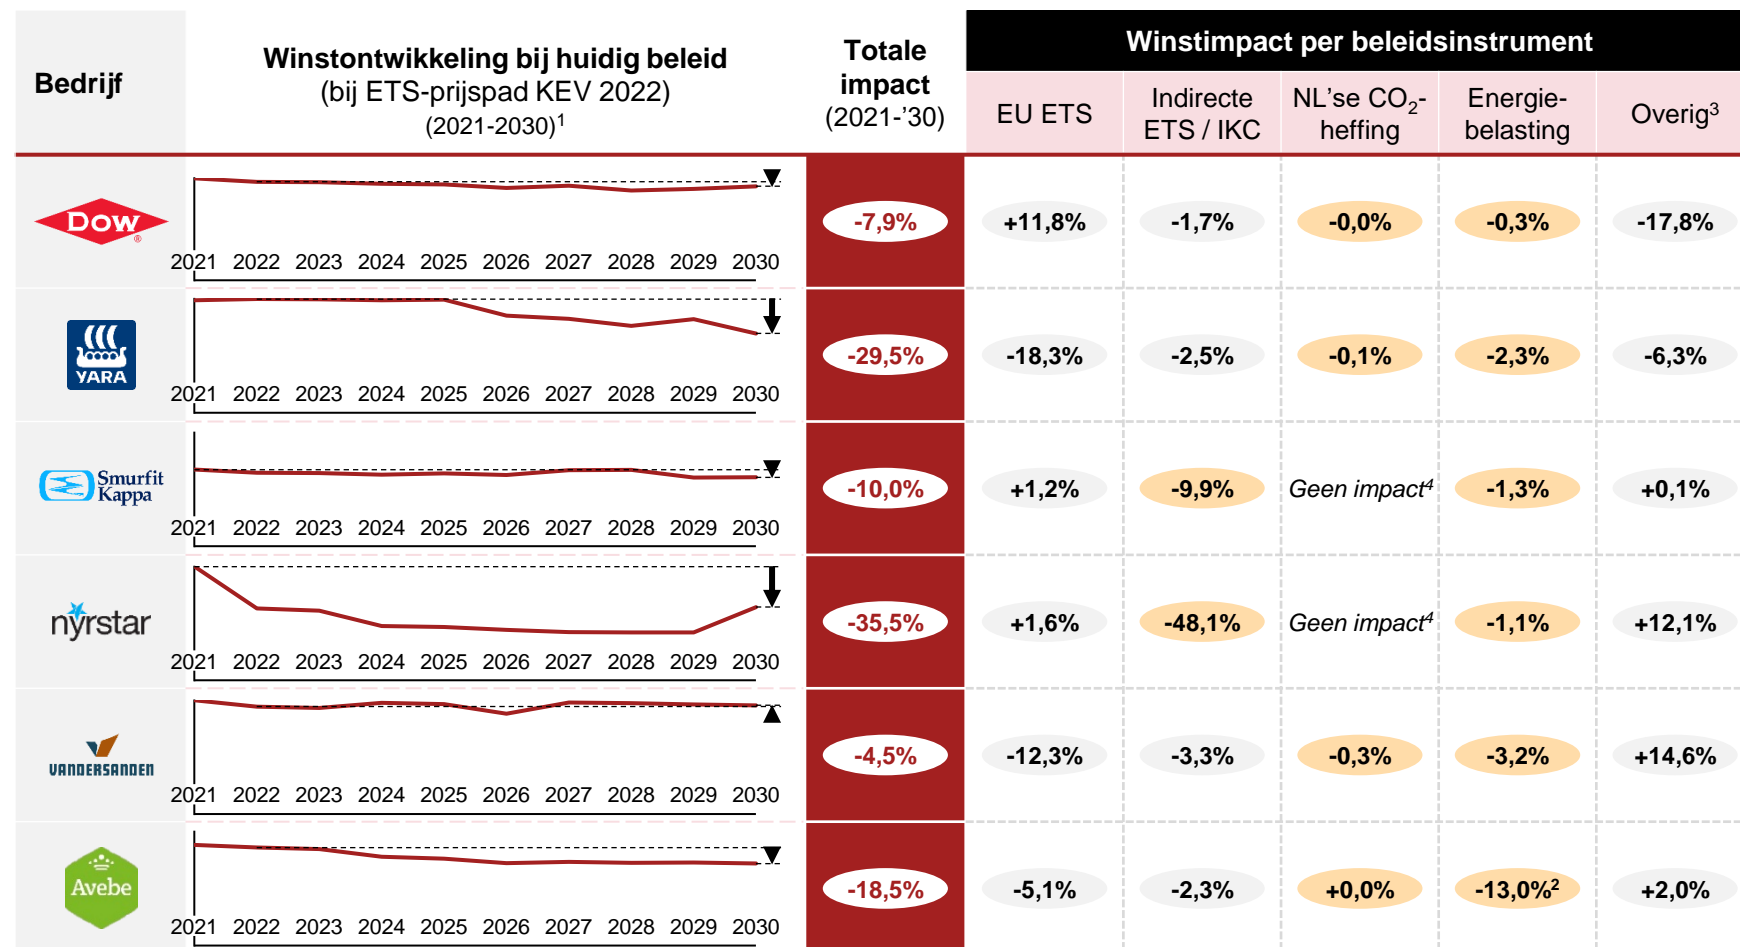 Bedrijf
Winstontwikkeling bij huidig beleid
(bij ETS-prijspad KEV 2022)
(2021-2030)¹
Totale
impact
(2021-'30)
Winstimpact per beleidsinstrument
EU ETS
Indirecte
ETS / IKC
NL'se CO₂-
heffing
Energie-
belasting
Overig³
DOW®
2021 2022 2023 2024 2025 2026 2027 2028 2029 2030
-7,9%
+11,8%
-1,7%
-0,0%
-0,3%
-17,8%
YARA
2021 2022 2023 2024 2025 2026 2027 2028 2029 2030
-29,5%
-18,3%
-2,5%
-0,1%
-2,3%
-6,3%
Smurfit
Kappa
2021 2022 2023 2024 2025 2026 2027 2028 2029 2030
-10,0%
+1,2%
-9,9%
Geen impact⁴
-1,3%
+0,1%
nyrstar
2021 2022 2023 2024 2025 2026 2027 2028 2029 2030
-35,5%
+1,6%
-48,1%
Geen impact⁴
-1,1%
+12,1%
VANDERSANDEN
2021 2022 2023 2024 2025 2026 2027 2028 2029 2030
-4,5%
-12,3%
-3,3%
-0,3%
-3,2%
+14,6%
Avebe
2021 2022 2023 2024 2025 2026 2027 2028 2029 2030
-18,5%
-5,1%
-2,3%
+0,0%
-13,0%²
+2,0%